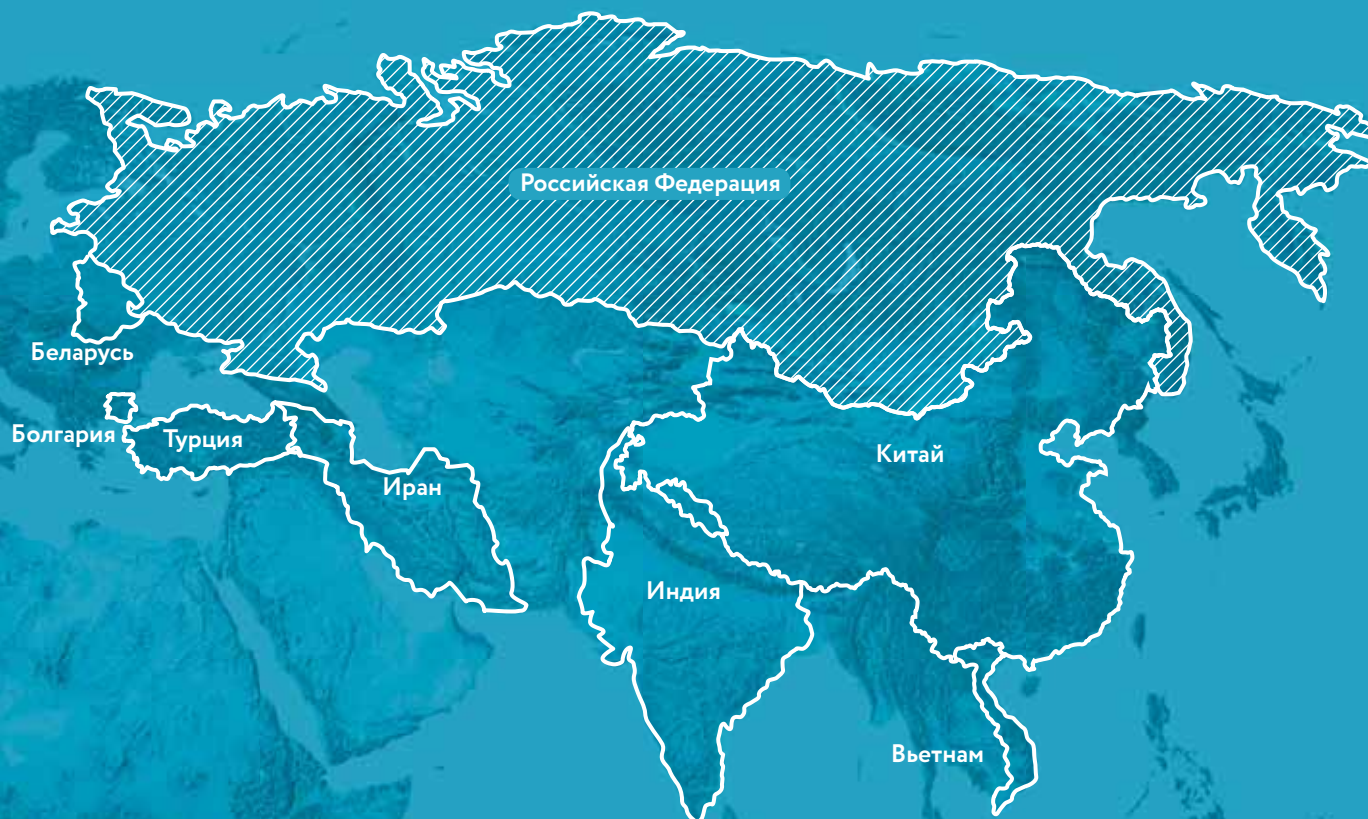 Российская Федерация
Беларусь
Болгария
Турция
Китай
Иран
Индия
Вьетнам